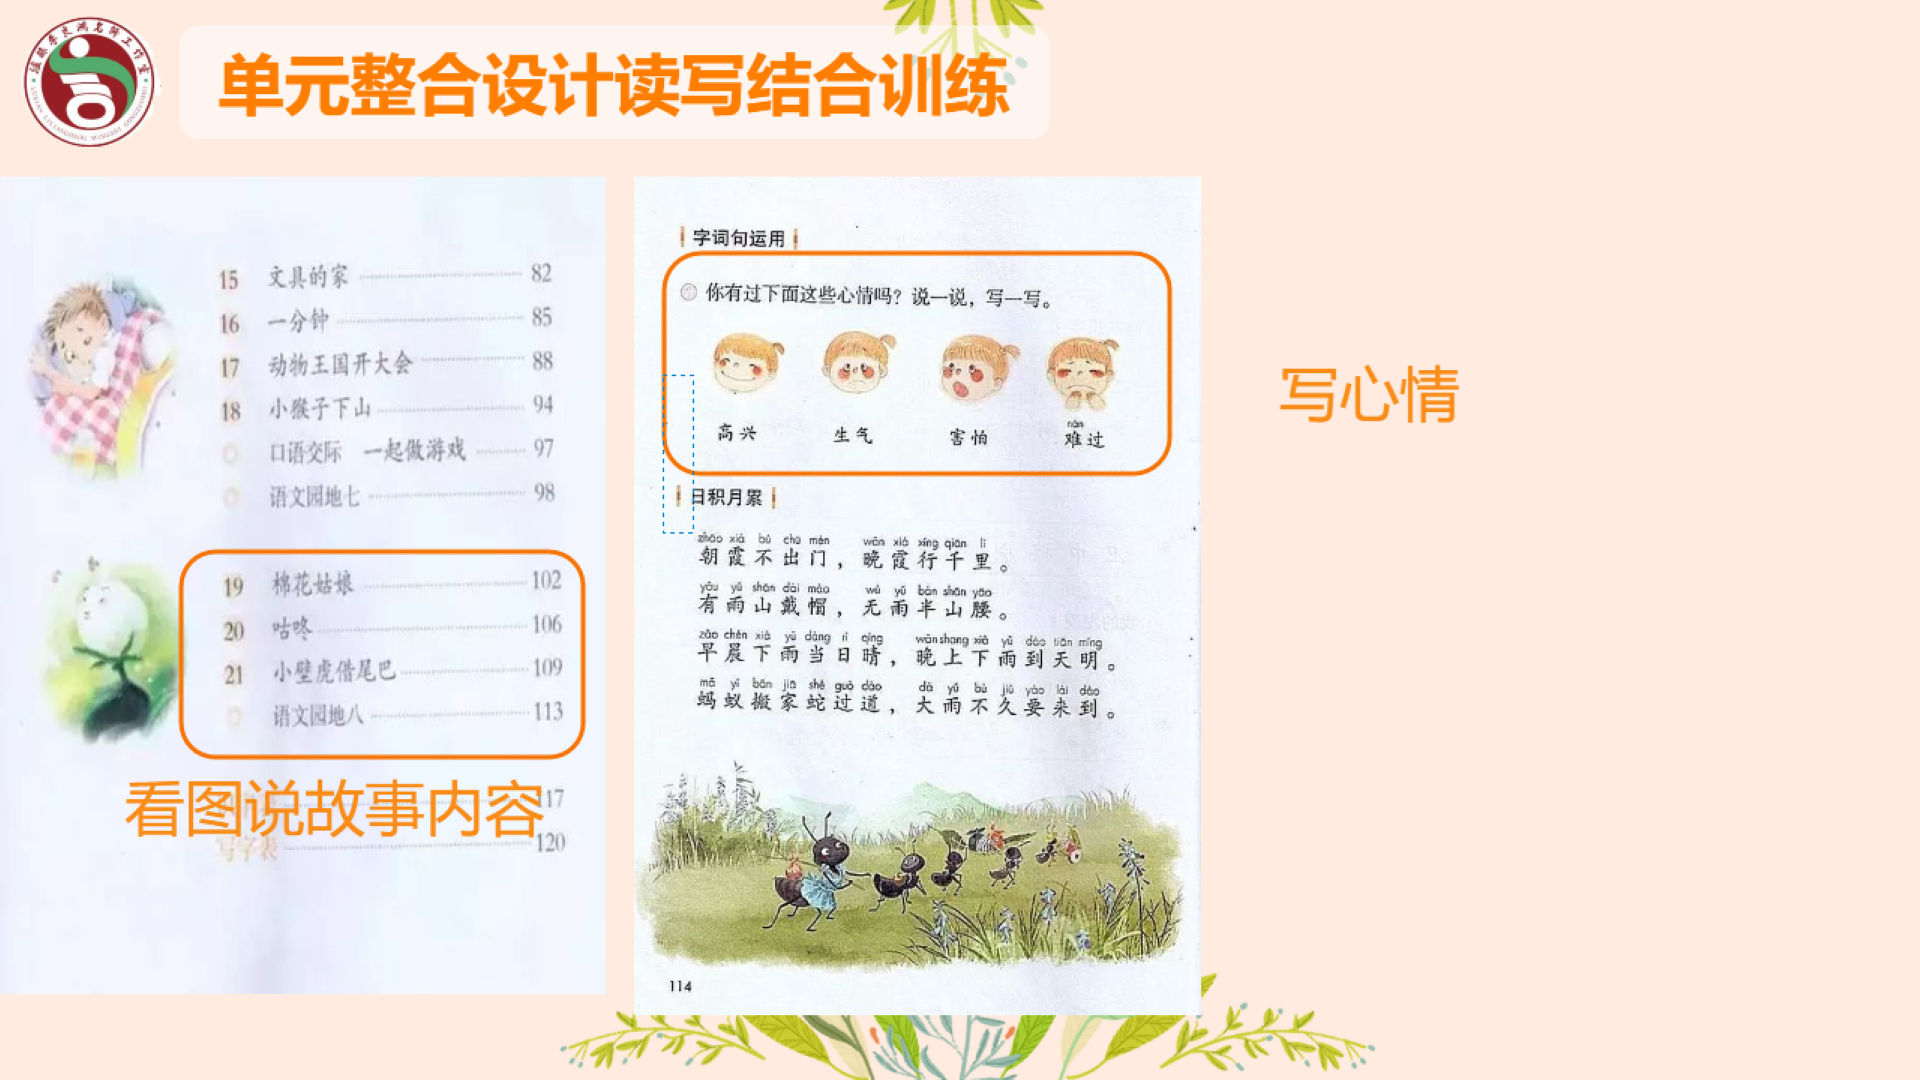 单元整合设计读写结合训练
15 文具的家 82
16 一分钟 85
17 动物王国开大会 88
18 小猴子下山 94
口语交际 一起做游戏 97
语文园地七 98
19 棉花姑娘 102
20 咕咚 106
21 小壁虎借尾巴 109
语文园地八 113
看图说故事内容
117
写字表 120
字词句运用
你有过下面这些心情吗？说一说，写一写。
nán
高兴 生气 害怕 难过
日积月累
zhāo xiá bù chū mén wǎn xiá xíng qiān lǐ
朝霞不出门，晚霞行千里。
yǒu yǔ shān dài mào wú yǔ bàn shān yāo
有雨山戴帽，无雨半山腰。
zǎo chén xià yǔ dāng rì qíng wǎn shang xià yǔ dào tiān míng
早晨下雨当日晴，晚上下雨到天明。
mǎ yǐ bān jiā shé guò dào dà yǔ bù jiǔ yào lái dào
蚂蚁搬家蛇过道，大雨不久要来到。
114
写心情